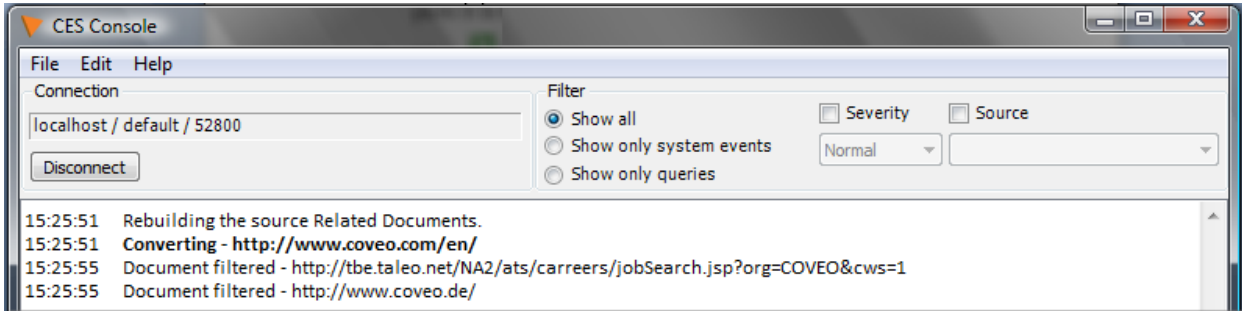 CES Console
File Edit Help
Connection
localhost / default / 52800
Disconnect
Filter
Show all
Show only system events
Show only queries
Severity
Normal
Source
15:25:51 Rebuilding the source Related Documents.
15:25:51 Converting - http://www.coveo.com/en/
15:25:55 Document filtered - http://tbe.taleo.net/NA2/ats/carreers/jobSearch.jsp?org=COVEO&cws=1
15:25:55 Document filtered - http://www.coveo.de/